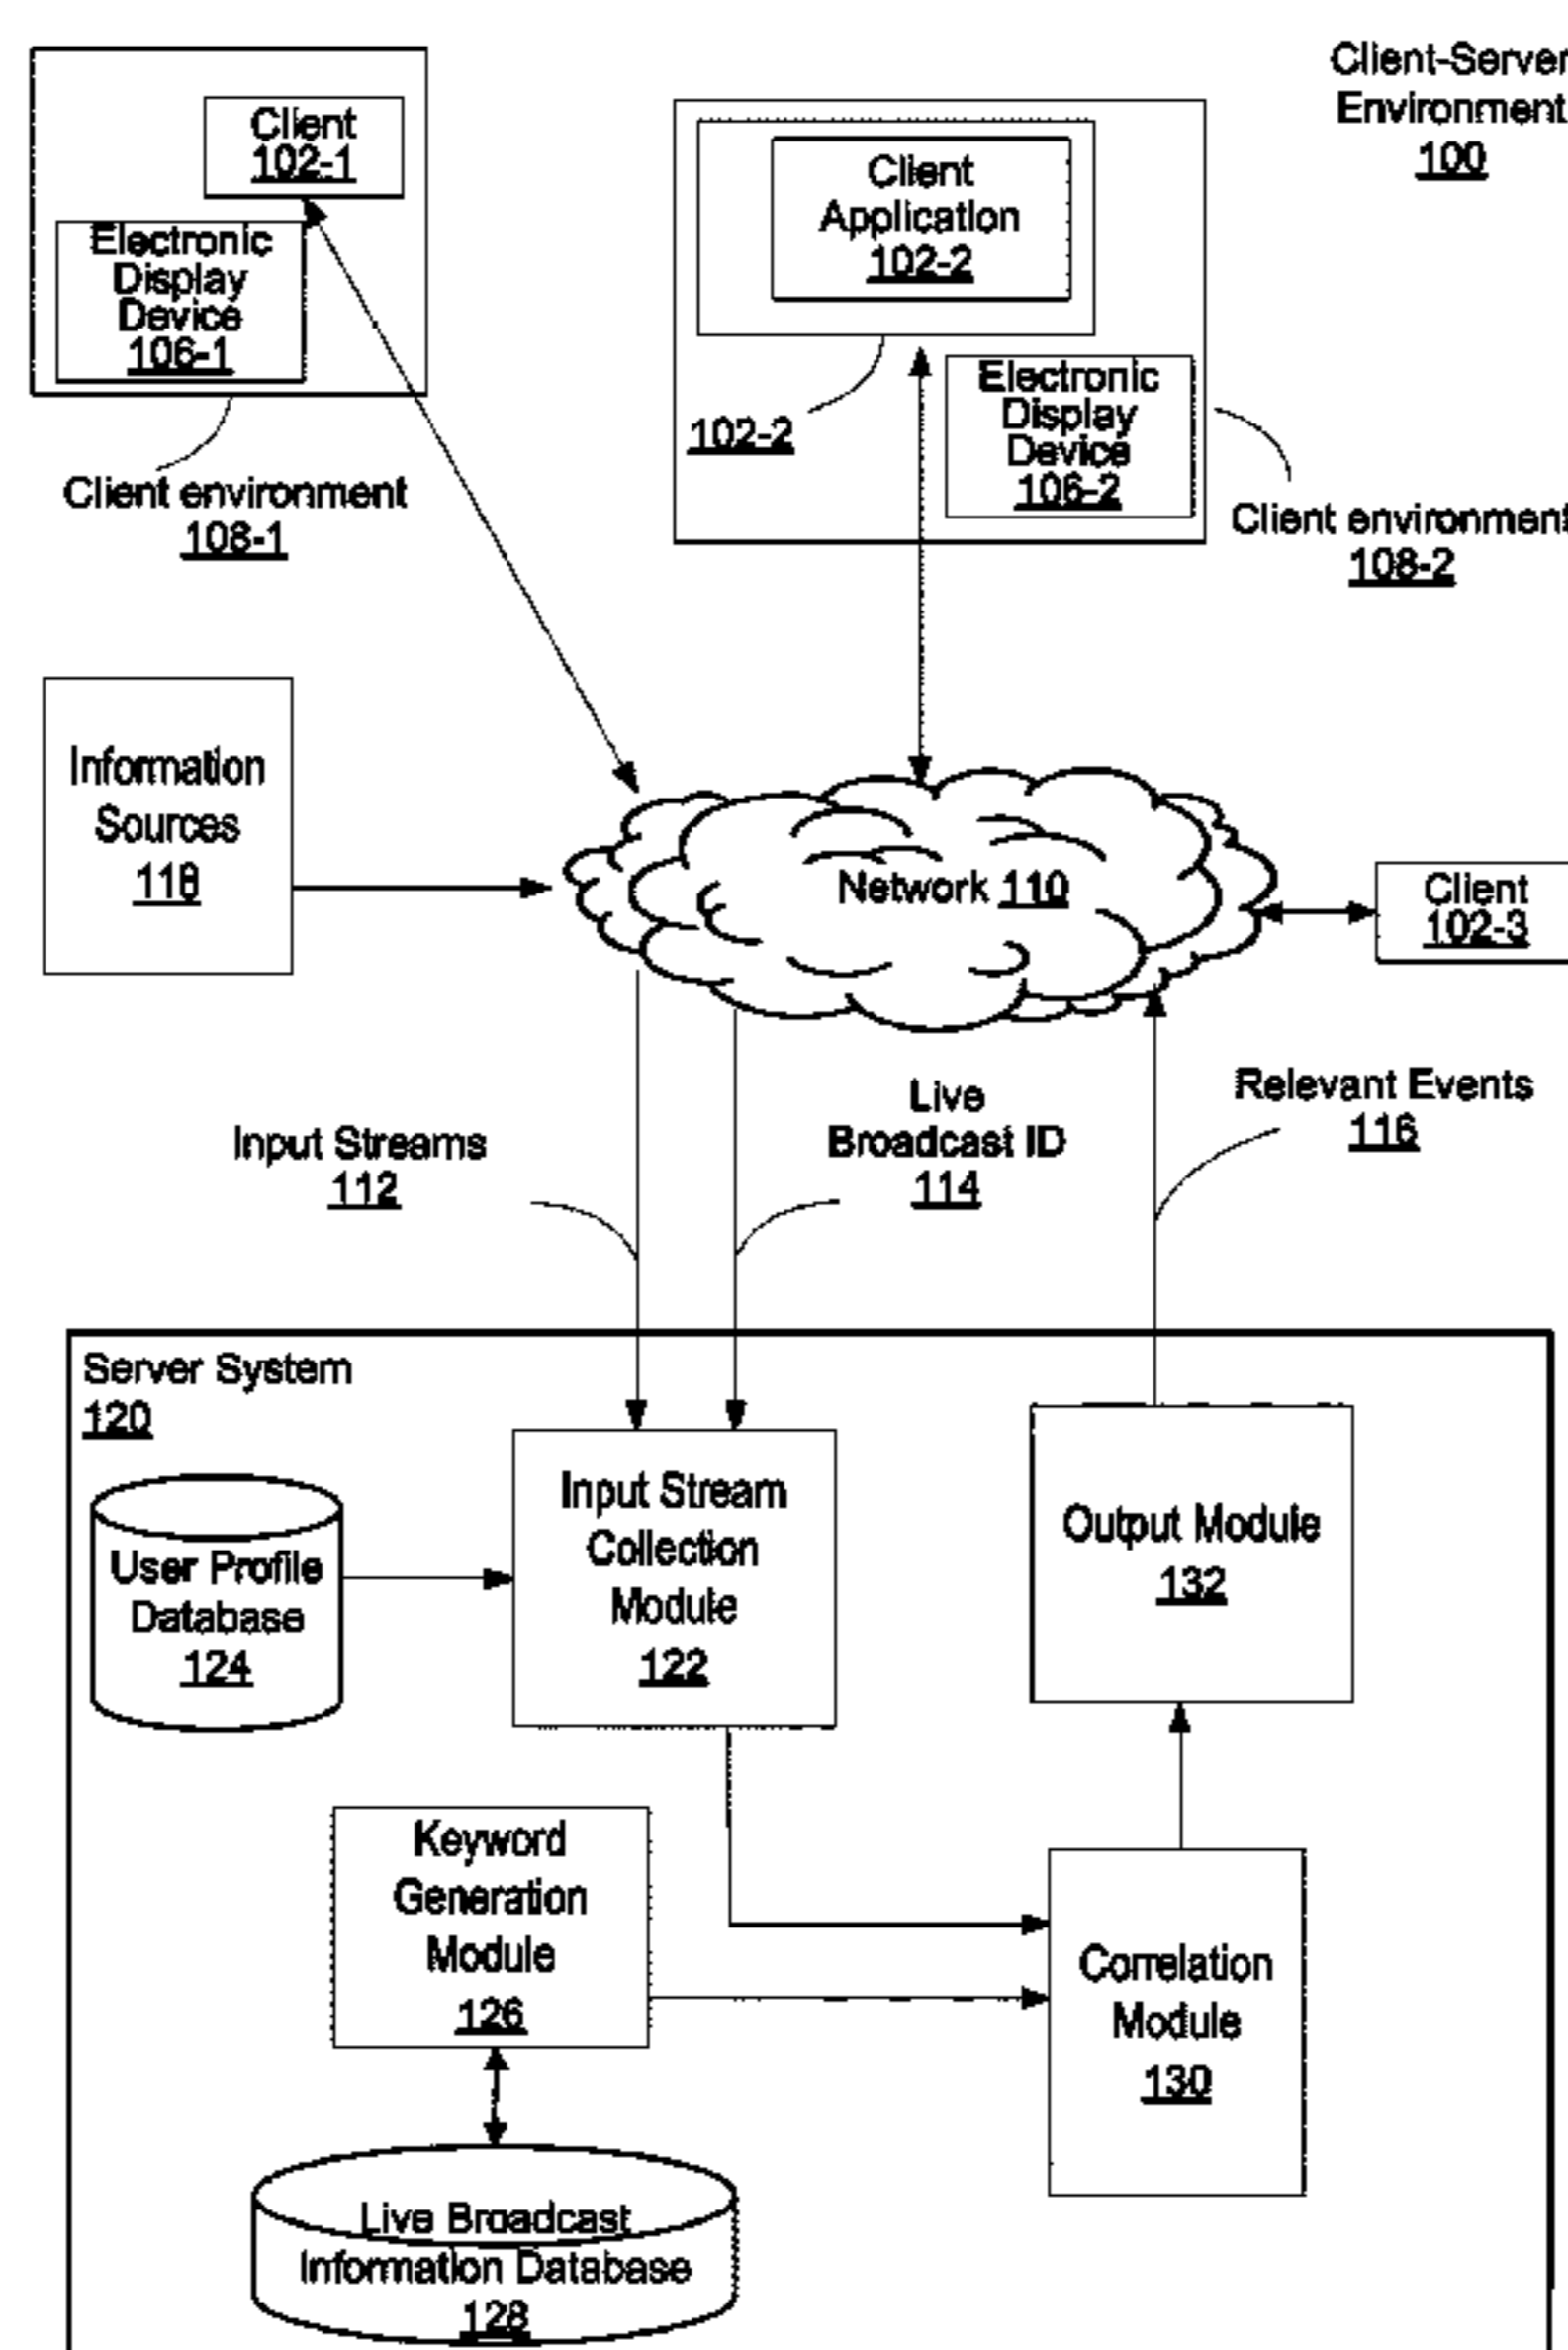 Client-Server
Environment
100
Client
102-1
Electronic
Display
Device
106-1
Client environment
108-1
Client
Application
102-2
102-2
Electronic
Display
Device
106-2
Client environment
108-2
Information
Sources
118
Network 110
Client
102-3
Input Streams
112
Live
Broadcast ID
114
Relevant Events
116
Server System
120
User Profile
Database
124
Input Stream
Collection
Module
122
Output Module
132
Keyword
Generation
Module
126
Correlation
Module
130
Live Broadcast
Information Database
128